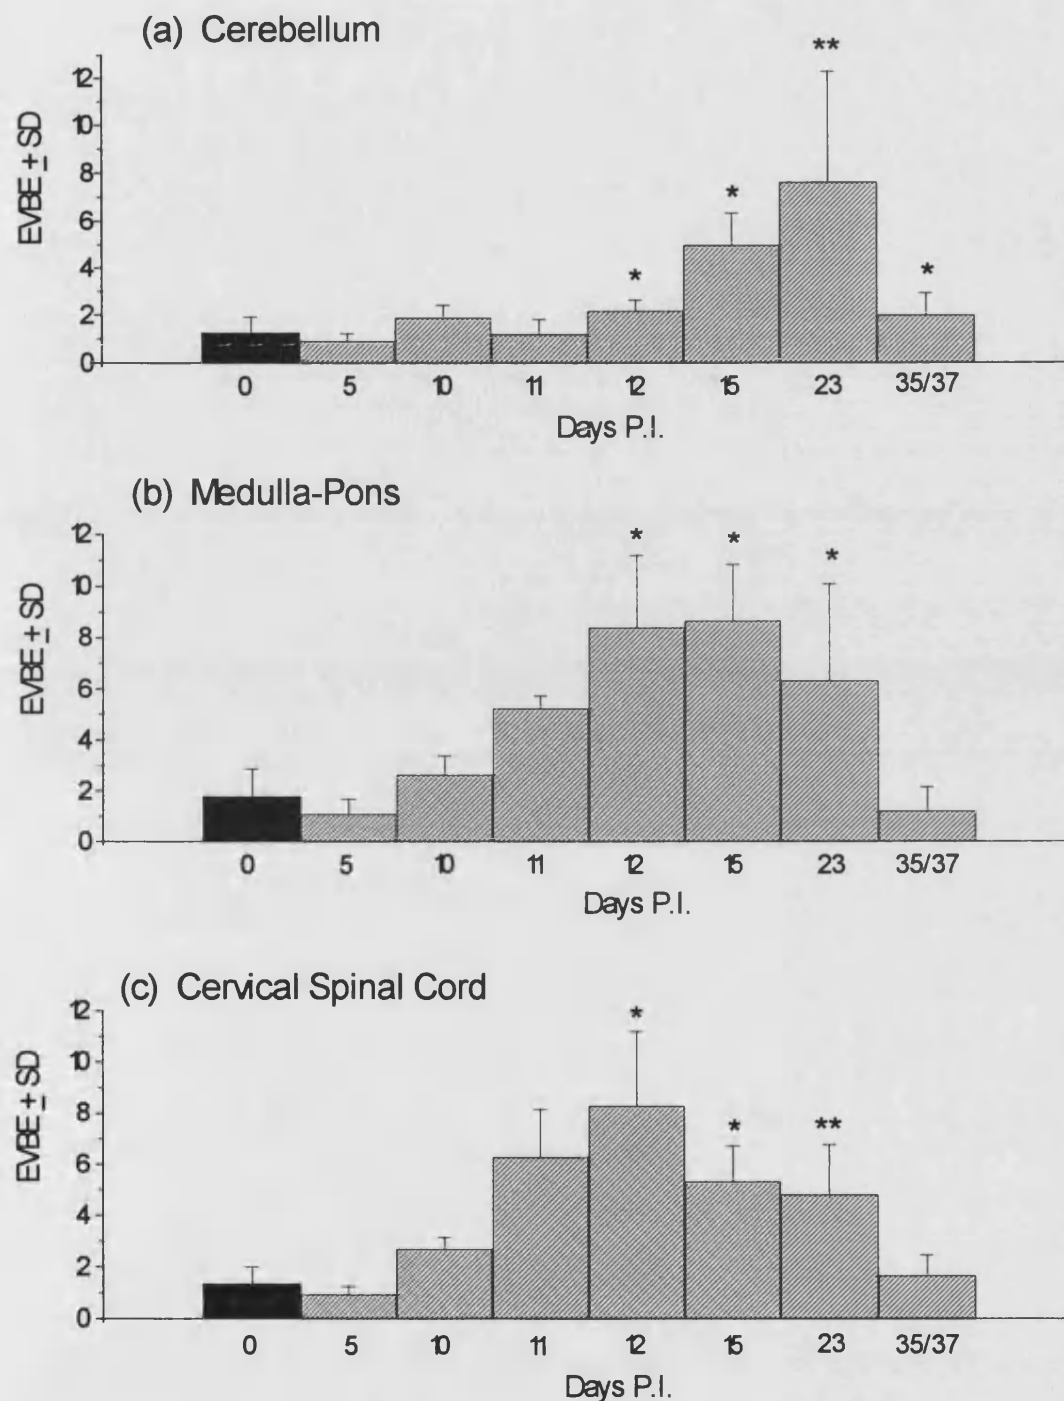 (a) Cerebellum
**
12
10
8
6
4
2
0
EVBE ± SD
*
*
*
0 5 10 11 12 15 23 35/37
Days P.I.
(b) Medulla-Pons
12
10
8
6
4
2
0
EVBE ± SD
* * *
0 5 10 11 12 15 23 35/37
Days P.I.
(c) Cervical Spinal Cord
12
10
8
6
4
2
0
EVBE ± SD
*
* **
0 5 10 11 12 15 23 35/37
Days P.I.